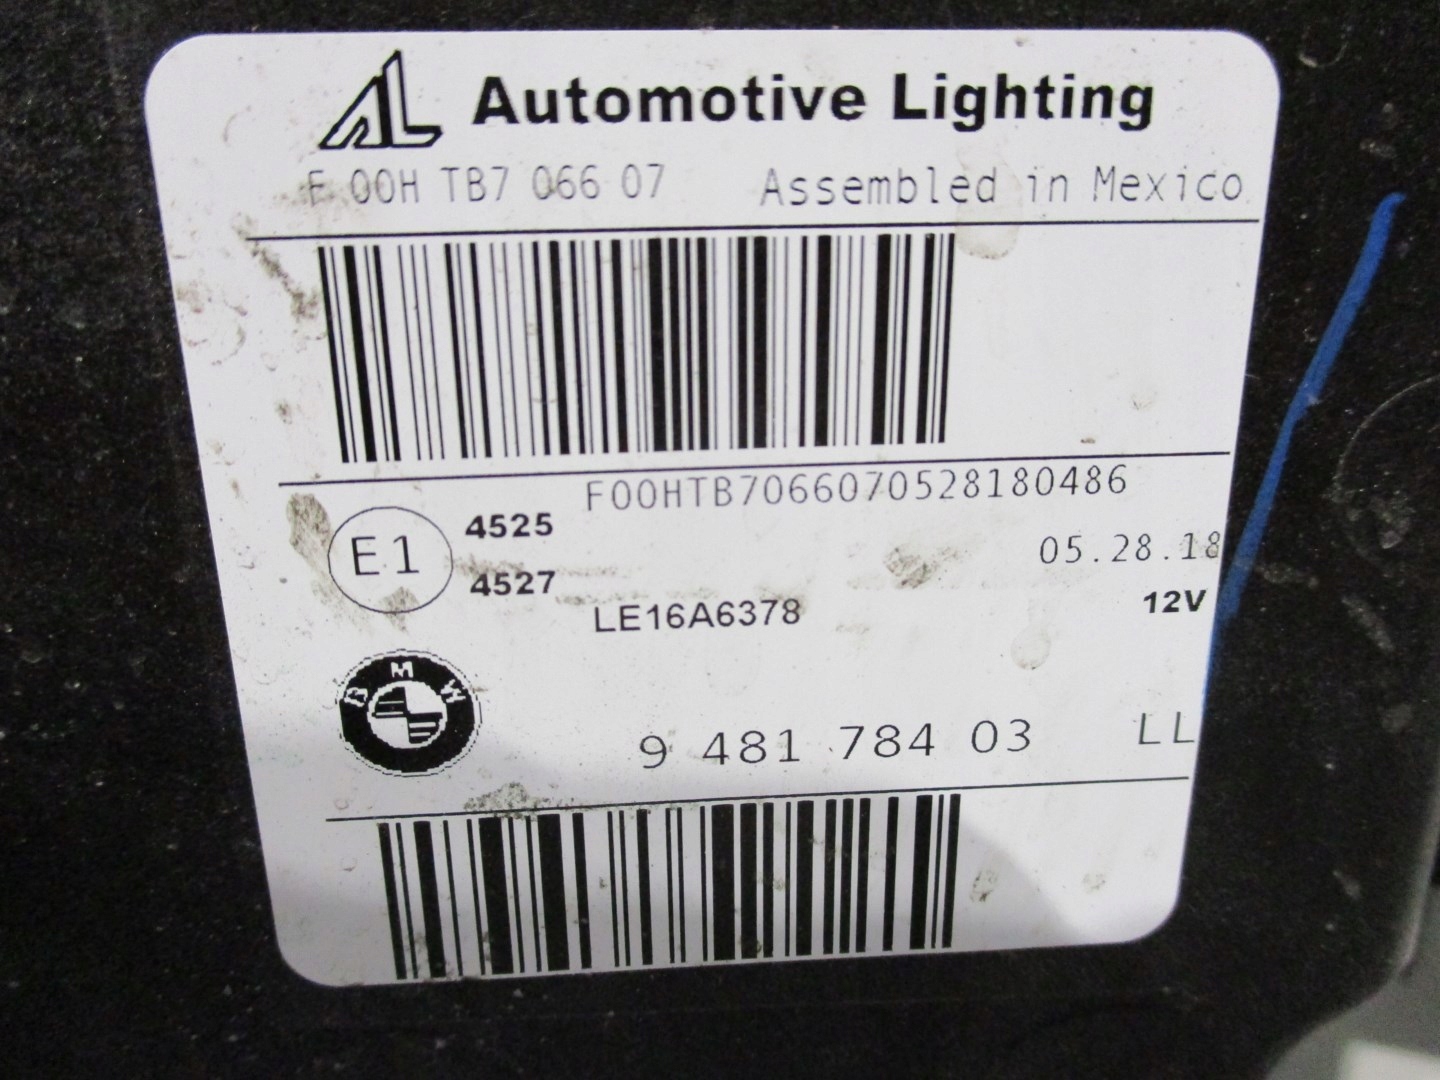 AL Automotive Lighting
F 00H TB7 066 07 Assembled in Mexico
F00HTB7066070528180486
E1 4525
4527
05.28.18
LE16A6378
12V
BMW
9 481 784 03 LL